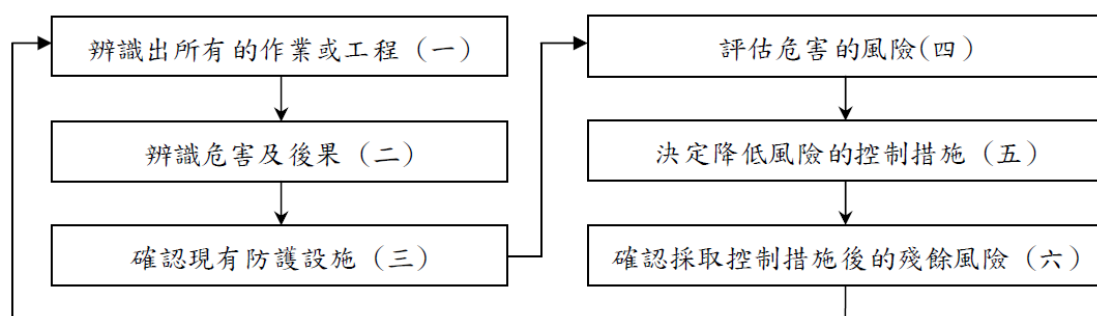 辨識出所有的作業或工程（一）
辨識危害及後果（二）
確認現有防護設施（三）
評估危害的風險(四）
決定降低風險的控制措施（五）
確認採取控制措施後的殘餘風險（六）